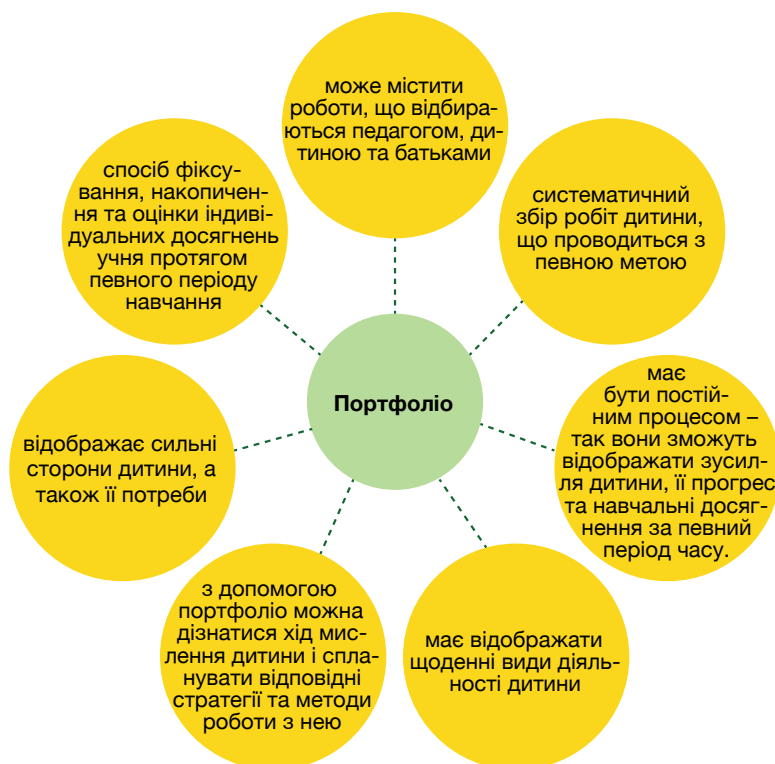 може містити
роботи, що відбира-
ються педагогом, ди-
тиною та батьками
систематичний
збір робіт дитини,
що проводиться з
певною метою
має
бути постій-
ним процесом –
так вони зможуть
відображати зусил-
ля дитини, її прогрес
та навчальні досяг-
нення за певний
період часу.
має відображати
щоденні види діяль-
ності дитини
з допомогою
портфоліо можна
дізнатися хід мис-
лення дитини і спла-
нувати відповідні
стратегії та методи
роботи з нею
відображає сильні
сторони дитини, а
також її потреби
спосіб фіксу-
вання, накопичен-
ня та оцінки індиві-
дуальних досягнень
учня протягом
певного періоду
навчання
Портфоліо